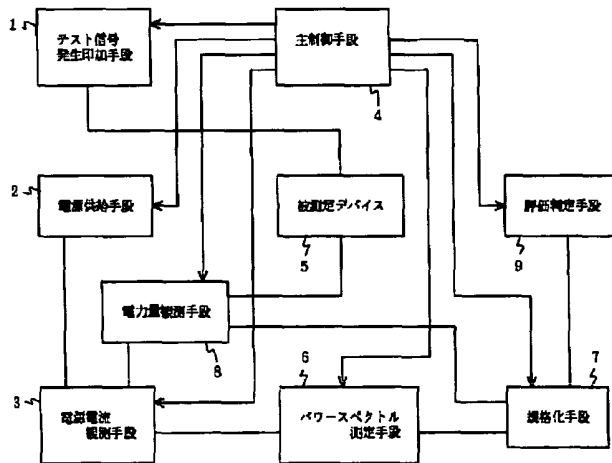 1
テスト信号
発生印加手段
主制御手段
4
2
電源供給手段
被測定デバイス
5
評価判定手段
9
電力量観測手段
8
3
電源電流
観測手段
6
パワースペクトル
測定手段
7
規格化手段